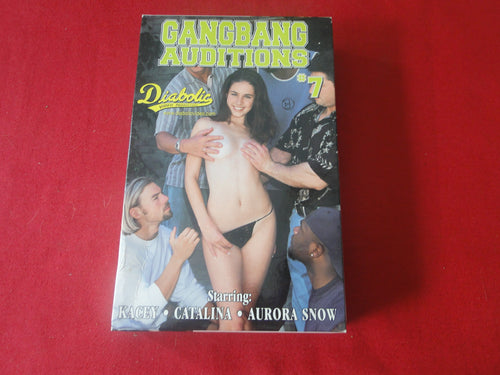 GANGBANG
AUDITIONS
#7
Diabolic
Starring:
KACEY • CATALINA • AURORA SNOW